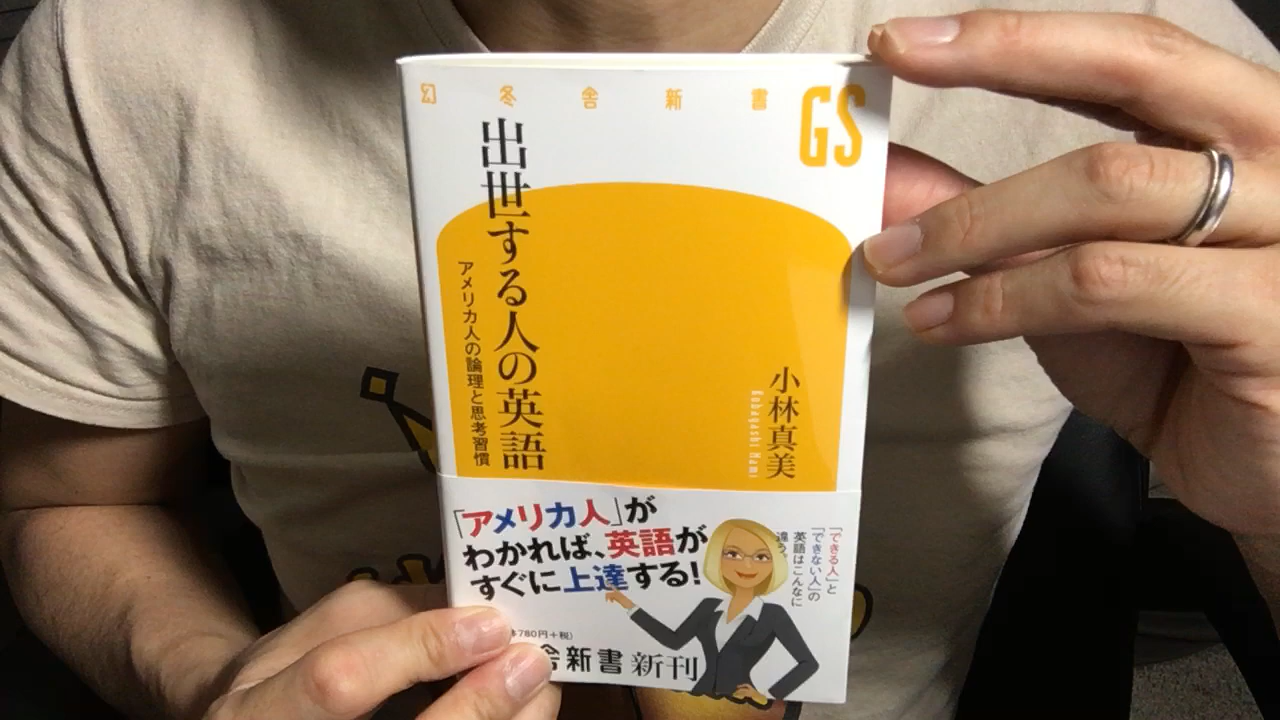 幻冬舎新書
GS
出世する人の英語
アメリカ人の論理と思考習慣
小林真美
Kobayashi Mami
「アメリカ人」が
わかれば、英語が
すぐに上達する!
「できる人」と
「できない人」の
英語はこんなに
違う。
780円+税)
舎新書 新刊